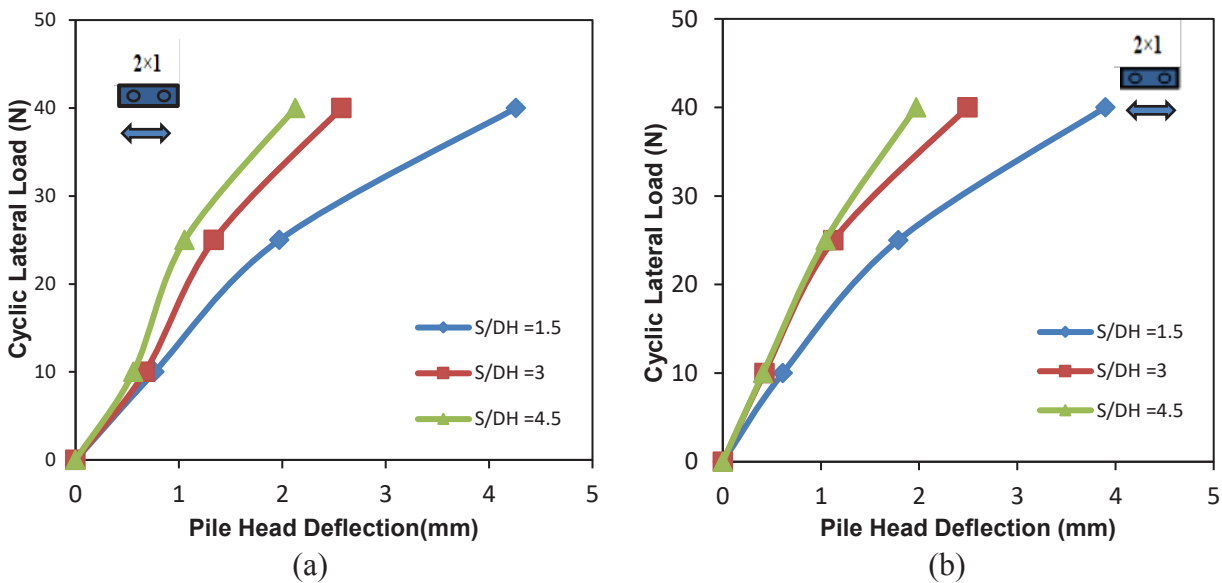 50
40
30
20
10
0
0 1 2 3 4 5
Cyclic Lateral Load (N)
Pile Head Deflection(mm)
2×1
S/DH =1.5
S/DH =3
S/DH =4.5
(a)
50
40
30
20
10
0
0 1 2 3 4 5
Cyclic Lateral Load (N)
Pile Head Deflection (mm)
2×1
S/DH =1.5
S/DH =3
S/DH =4.5
(b)